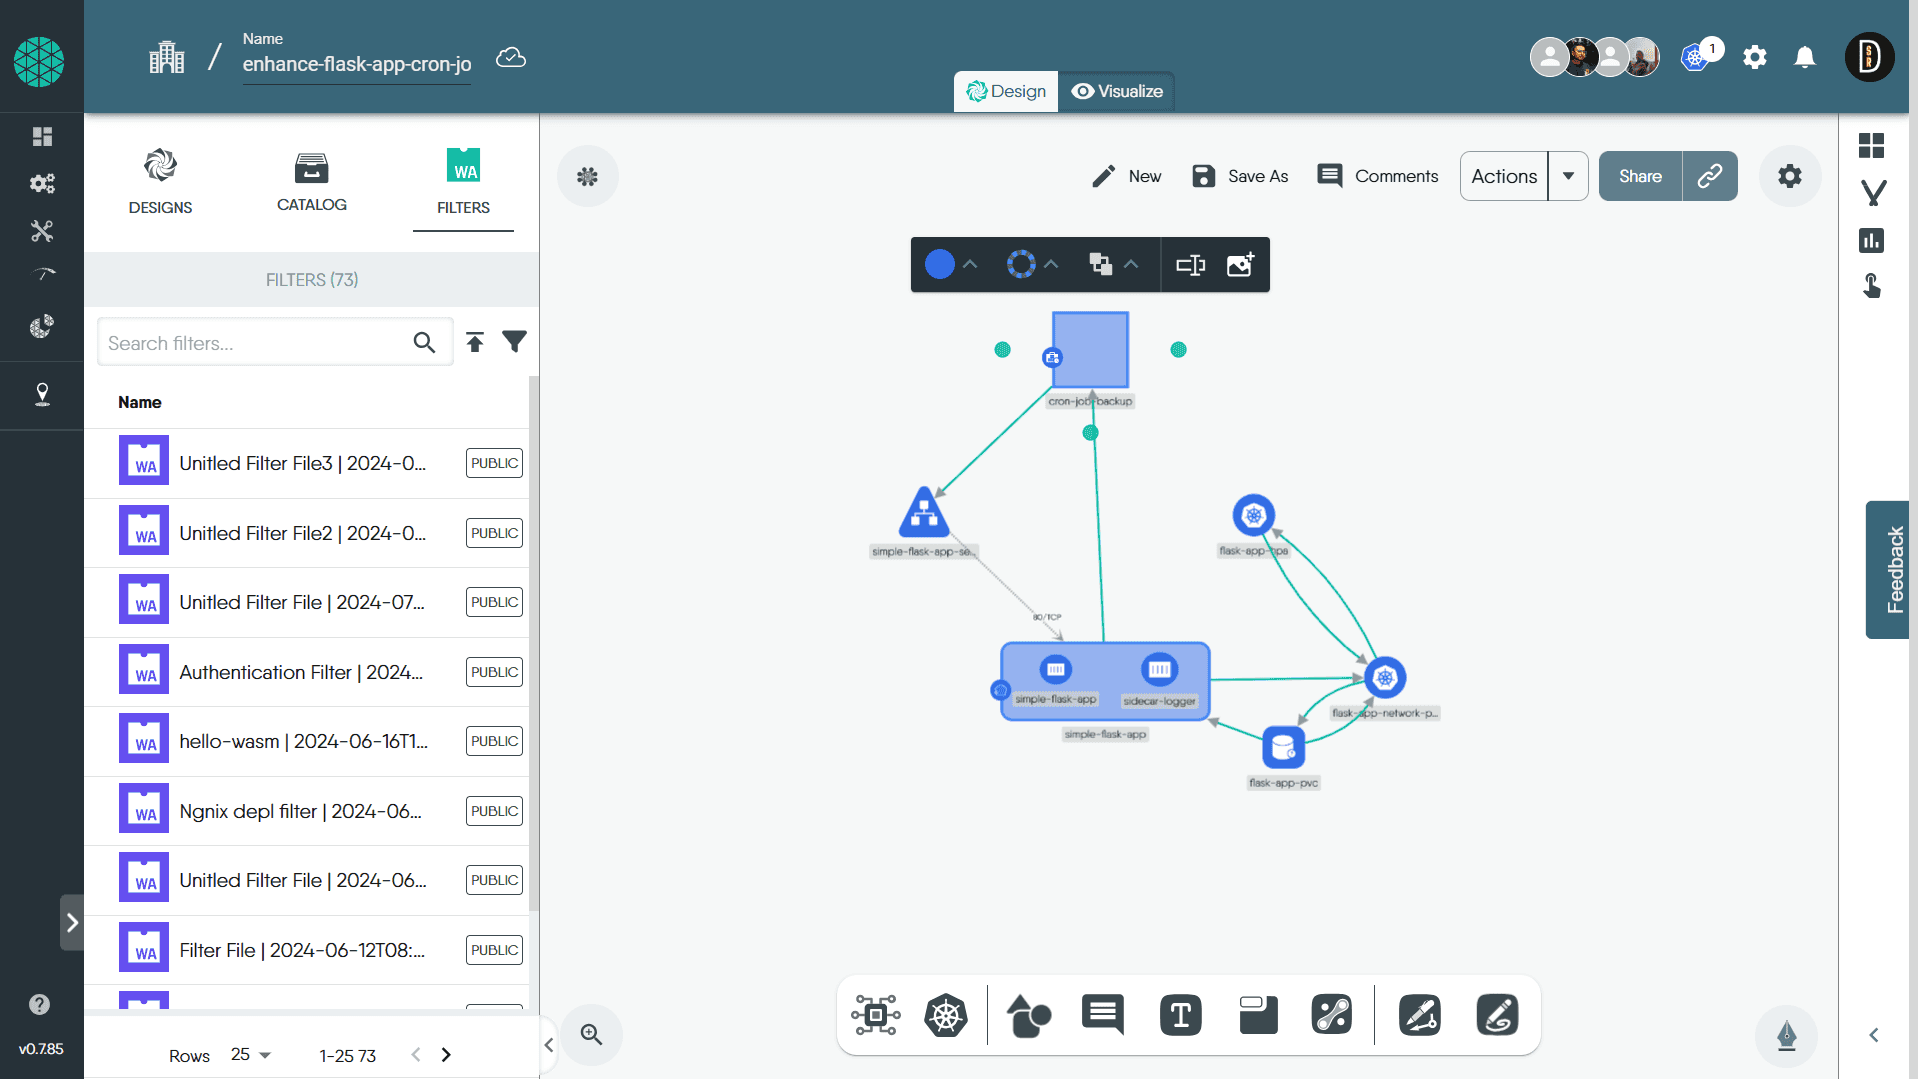 Name
enhance-flask-app-cron-jo
1
Design
Visualize
DESIGNS
CATALOG
WA
FILTERS
New
Save As
Comments
Actions
Share
FILTERS (73)
Search filters...
Name
WA
Unitled Filter File3 | 2024-0...
PUBLIC
WA
Unitled Filter File2 | 2024-0...
PUBLIC
WA
Unitled Filter File | 2024-07...
PUBLIC
WA
Authentication Filter | 2024...
PUBLIC
WA
hello-wasm | 2024-06-16T1...
PUBLIC
WA
Ngnix depl filter | 2024-06...
PUBLIC
WA
Unitled Filter File | 2024-06...
PUBLIC
WA
Filter File | 2024-06-12T08:...
PUBLIC
Rows
25
1-25 73
v0.7.85
cron-job-backup
simple-flask-app-se...
80/TCP
flask-app-hpa
simple-flask-app
sidecar-logger
simple-flask-app
flask-app-network-p...
flask-app-pvc
T
Feedback